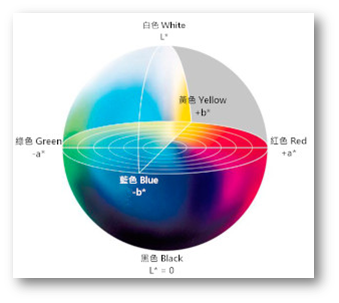 白色 White
L*
黃色 Yellow
+b*
綠色 Green
-a*
紅色 Red
+a*
藍色 Blue
-b*
黑色 Black
L* = 0